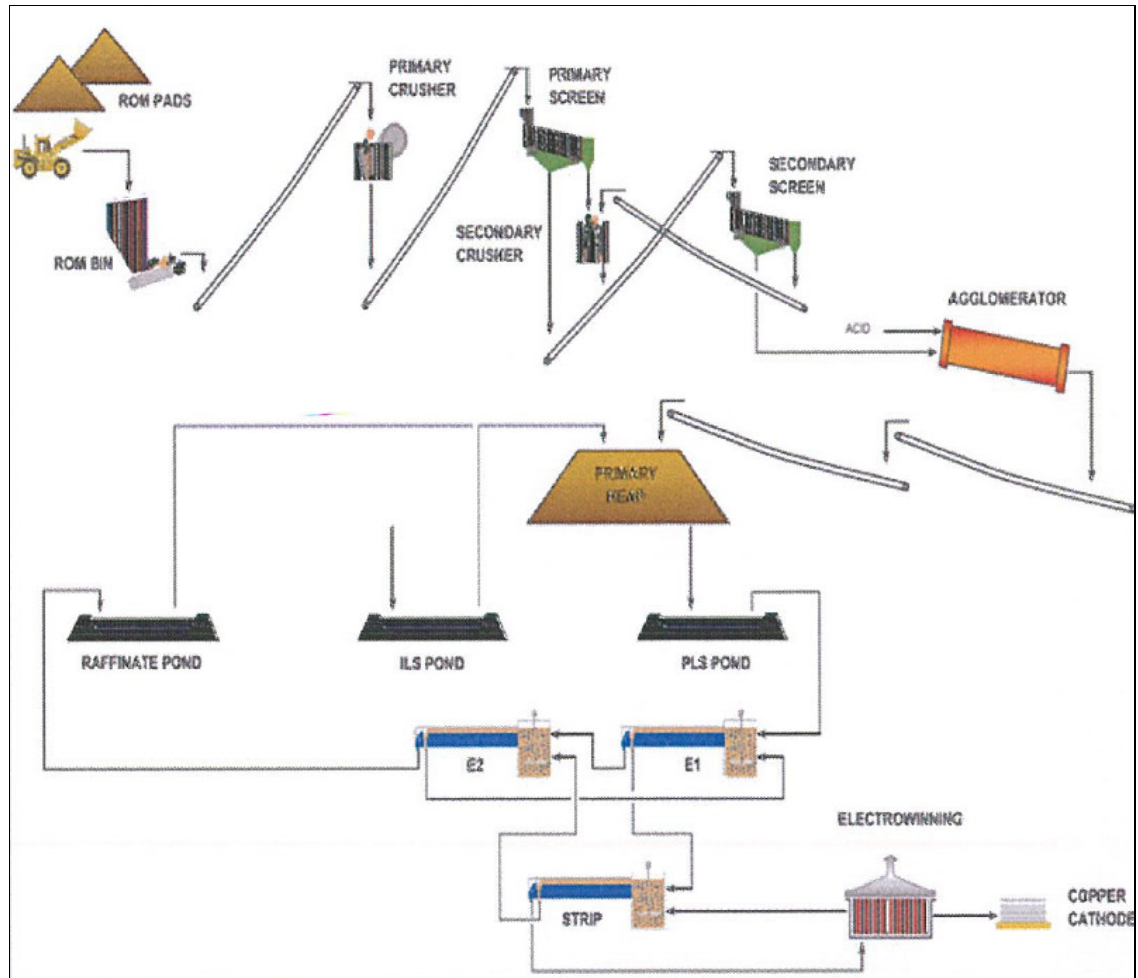 ROM PADS
PRIMARY
CRUSHER
PRIMARY
SCREEN
SECONDARY
SCREEN
ROM BIN
SECONDARY
CRUSHER
AGGLOMERATOR
ACID
PRIMARY
HEAP
RAFFINATE POND
ILS POND
PLS POND
E2
E1
ELECTROWINNING
STRIP
COPPER
CATHODE